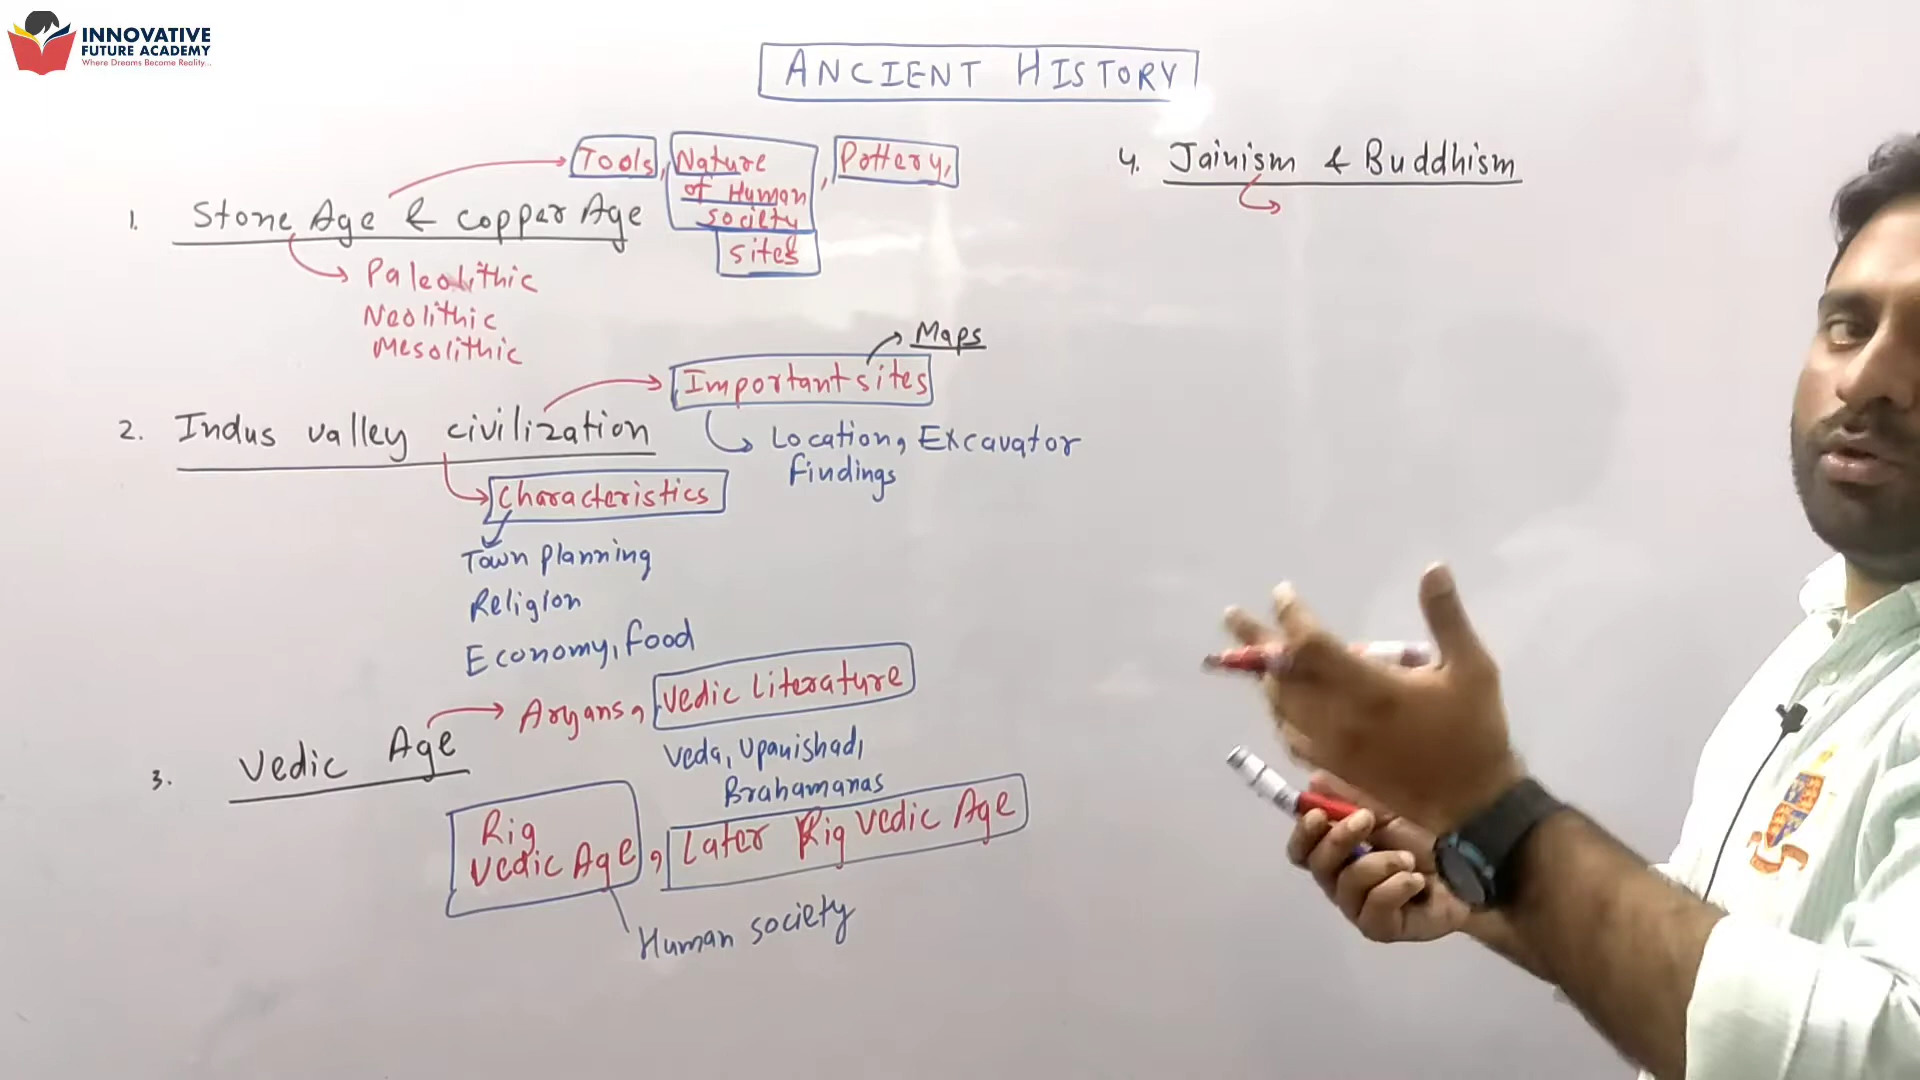 INNOVATIVE
FUTURE ACADEMY
Where Dreams Become Reality...
ANCIENT HISTORY
1. Stone Age & Copper Age
Tools, Nature of Human society, Pottery,
sites
Paleolithic
Neolithic
Mesolithic
2. Indus valley civilization
Important sites
Maps
Location, Excavator
findings
Characteristics
Town planning
Religion
Economy, food
3. Vedic Age
Aryans, Vedic literature
Veda, Upanishad,
Brahamanas
Rig
Vedic Age, Later Rig Vedic Age
Human society
4. Jainism & Buddhism